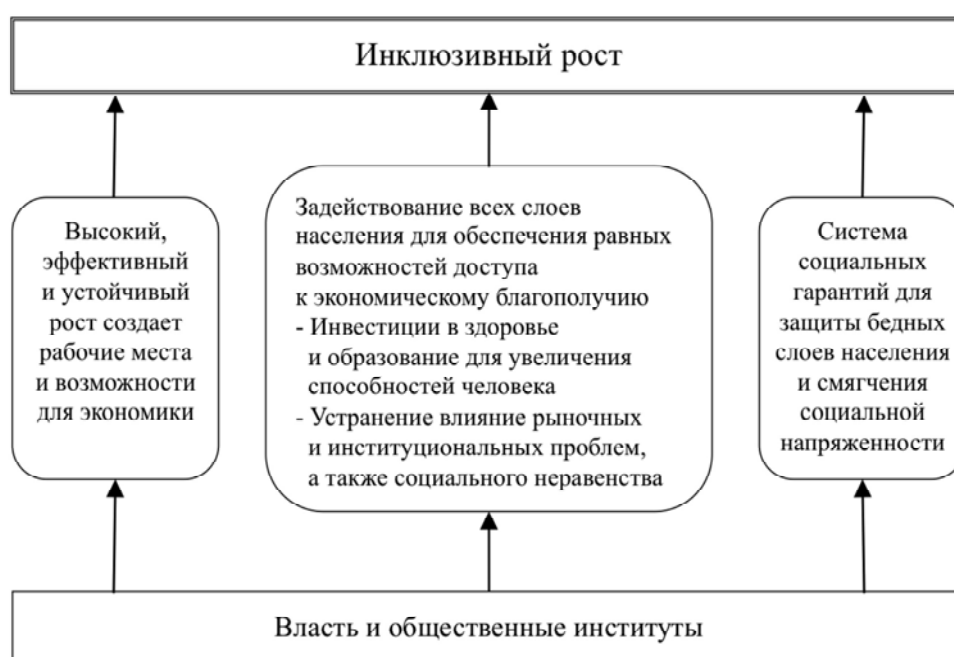 Инклюзивный рост
Высокий,
эффективный
и устойчивый
рост создает
рабочие места
и возможности
для экономики
Задействование всех слоев
населения для обеспечения равных
возможностей доступа
к экономическому благополучию
- Инвестиции в здоровье
и образование для увеличения
способностей человека
- Устранение влияние рыночных
и институциональных проблем,
а также социального неравенства
Система
социальных
гарантий для
защиты бедных
слоев населения
и смягчения
социальной
напряженности
Власть и общественные институты